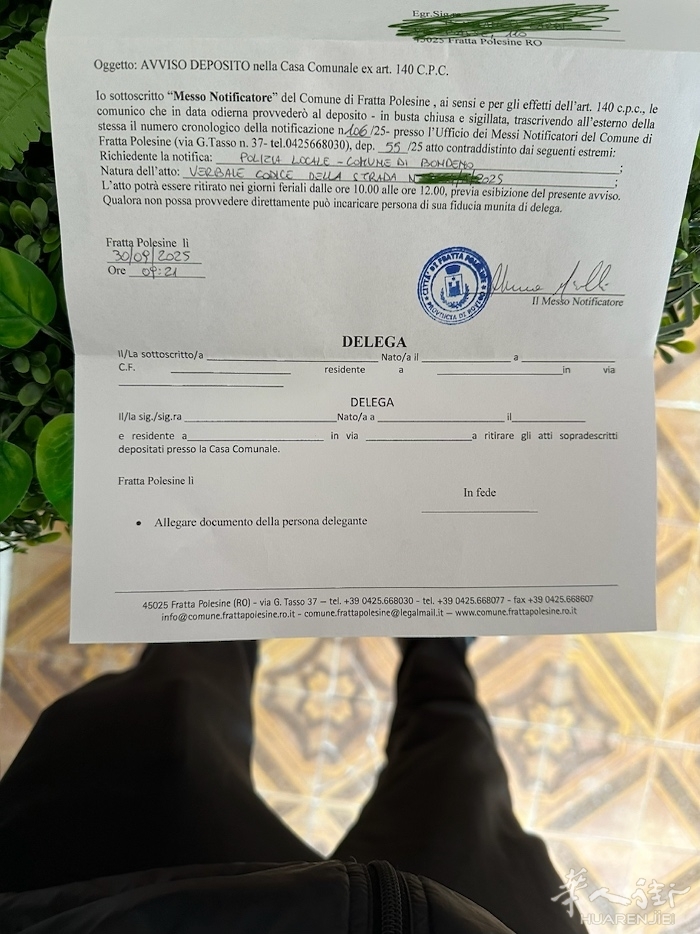 Egr.Sig.
45025 Fratta Polesine RO
Oggetto: AVVISO DEPOSITO nella Casa Comunale ex art. 140 C.P.C.
Io sottoscritto “Messo Notificatore” del Comune di Fratta Polesine , ai sensi e per gli effetti dell'art. 140 c.p.c., le
comunico che in data odierna provvederò al deposito - in busta chiusa e sigillata, trascrivendo all'esterno della
stessa il numero cronologico della notificazione n. 106 /25- presso l'Ufficio dei Messi Notificatori del Comune di
Fratta Polesine (via G.Tasso n. 37- tel.0425668030), dep. 55 /25 atto contraddistinto dai seguenti estremi:
Richiedente la notifica: POLIZIA LOCALE - COMUNE DI BONDENO ;
Natura dell'atto: VERBALE CODICE DELLA STRADA N 2025 ;
L'atto potrà essere ritirato nei giorni feriali dalle ore 10.00 alle ore 12.00, previa esibizione del presente avviso.
Qualora non possa provvedere direttamente può incaricare persona di sua fiducia munita di delega.
Fratta Polesine li
30/09/2025
Ore 09:21
CITTA' DI FRATTA POLESINE
PROVINCIA DI ROVIGO
Il Messo Notificatore
DELEGA
Il/La sottoscritto/a Nato/a il a
C.F. residente a in via
DELEGA
Il/la sig./sig.ra Nato/a a il
e residente a in via a ritirare gli atti sopradescritti
depositati presso la Casa Comunale.
Fratta Polesine li
In fede
• Allegare documento della persona delegante
45025 Fratta Polesine (RO) - via G. Tasso 37 – tel. +39 0425.668030 - tel. +39 0425.668077 - fax +39 0425.668607
info@comune.frattapolesine.ro.it – comune.frattapolesine@legalmail.it – www.comune.frattapolesine.ro.it
华人街
HUARENJIE